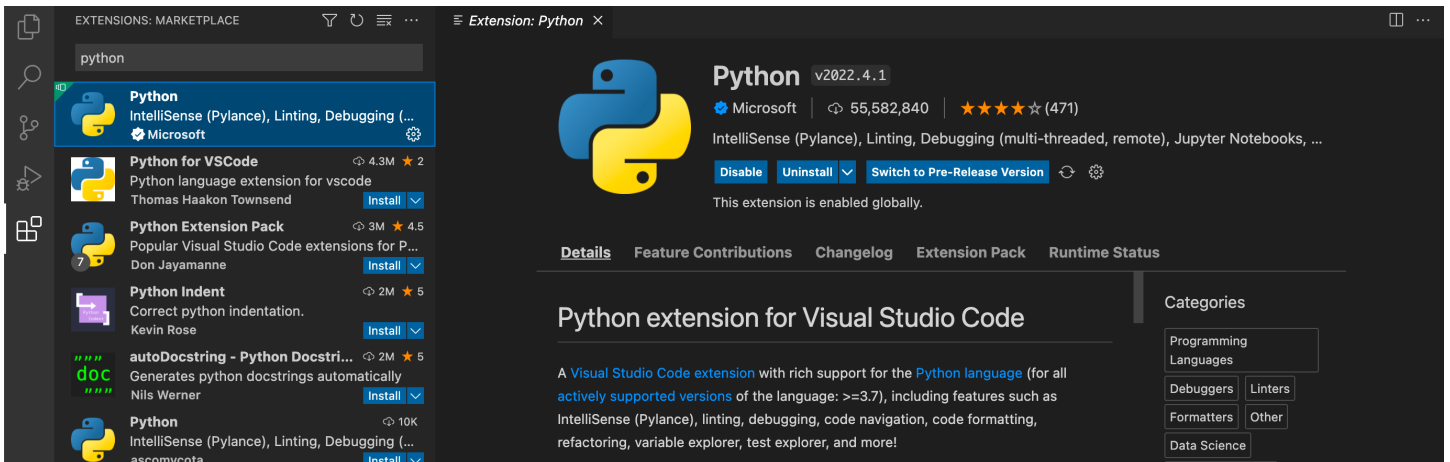 EXTENSIONS: MARKETPLACE
python
Python
IntelliSense (Pylance), Linting, Debugging (...
Microsoft
Python for VSCode 4.3M 2
Python language extension for vscode
Thomas Haakon Townsend Install
Python Extension Pack 3M 4.5
Popular Visual Studio Code extensions for P...
7
Don Jayamanne Install
Python Indent 2M 5
Correct python indentation.
Kevin Rose Install
autoDocstring - Python Docstri... 2M 5
doc
Generates python docstrings automatically
Nils Werner Install
Python 10K
IntelliSense (Pylance), Linting, Debugging (...
ascomycota Install
Extension: Python
Python v2022.4.1
Microsoft 55,582,840 (471)
IntelliSense (Pylance), Linting, Debugging (multi-threaded, remote), Jupyter Notebooks, ...
Disable Uninstall Switch to Pre-Release Version
This extension is enabled globally.
Details Feature Contributions Changelog Extension Pack Runtime Status
Python extension for Visual Studio Code
A Visual Studio Code extension with rich support for the Python language (for all
actively supported versions of the language: >=3.7), including features such as
IntelliSense (Pylance), linting, debugging, code navigation, code formatting,
refactoring, variable explorer, test explorer, and more!
Categories
Programming
Languages
Debuggers Linters
Formatters Other
Data Science